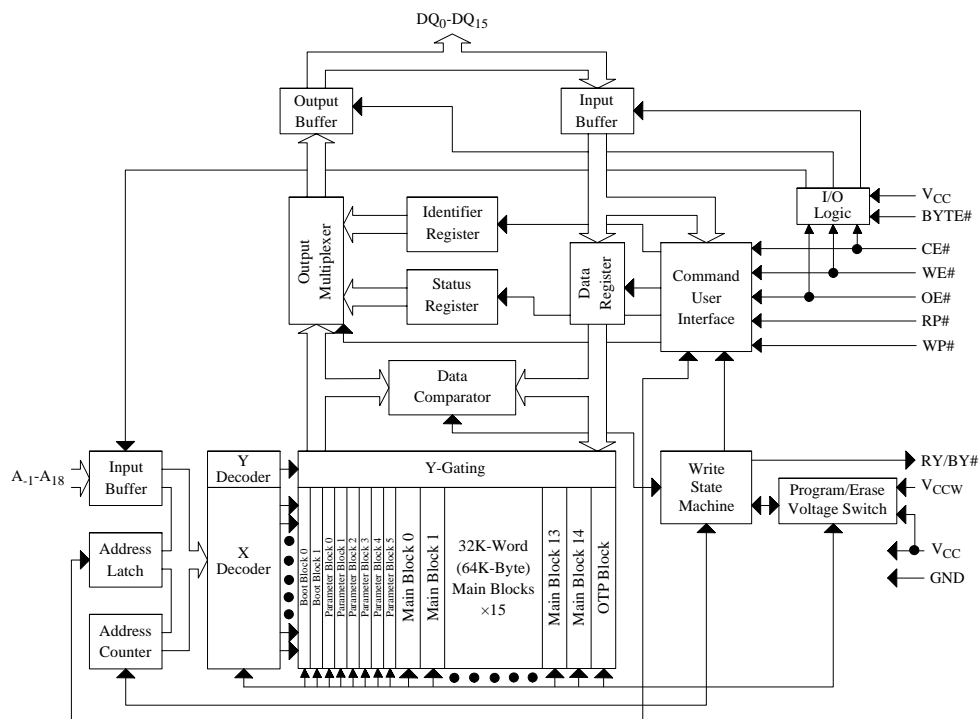 DQ0-DQ15
Output
Buffer
Input
Buffer
I/O
Logic
VCC
BYTE#
CE#
WE#
OE#
RP#
WP#
Output
Multiplexer
Identifier
Register
Status
Register
Data
Register
Command
User
Interface
Data
Comparator
A-1-A18
Input
Buffer
Y
Decoder
Y-Gating
Write
State
Machine
RY/BY#
Program/Erase
Voltage Switch
VCCW
VCC
GND
Address
Latch
X
Decoder
Address
Counter
Boot Block 0
Boot Block 1
Parameter Block 0
Parameter Block 1
Parameter Block 2
Parameter Block 3
Parameter Block 4
Parameter Block 5
Main Block 0
Main Block 1
32K-Word
(64K-Byte)
Main Blocks
×15
Main Block 13
Main Block 14
OTP Block